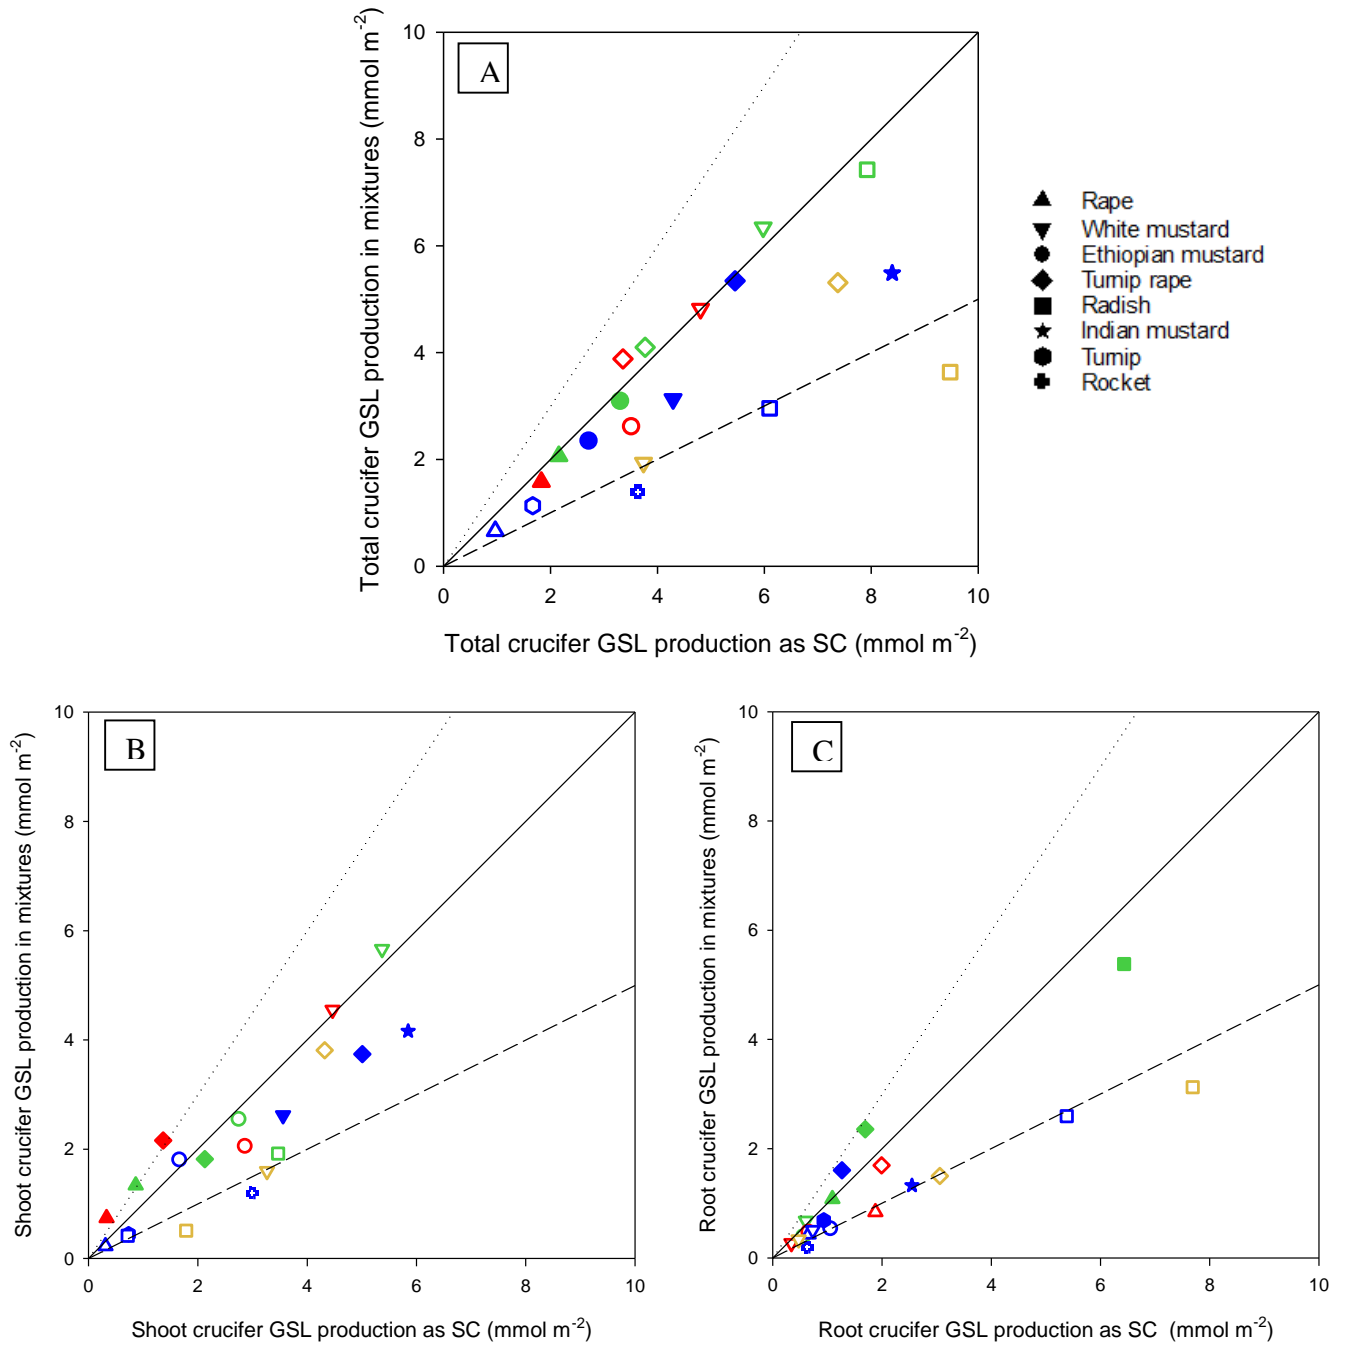 A
Total crucifer GSL production in mixtures (mmol m-2)
10
8
6
4
2
0
0 2 4 6 8 10
Total crucifer GSL production as SC (mmol m-2)
Rape
White mustard
Ethiopian mustard
Turnip rape
Radish
Indian mustard
Turnip
Rocket
B
Shoot crucifer GSL production in mixtures (mmol m-2)
10
8
6
4
2
0
0 2 4 6 8 10
Shoot crucifer GSL production as SC (mmol m-2)
C
Root crucifer GSL production in mixtures (mmol m-2)
10
8
6
4
2
0
0 2 4 6 8 10
Root crucifer GSL production as SC (mmol m-2)